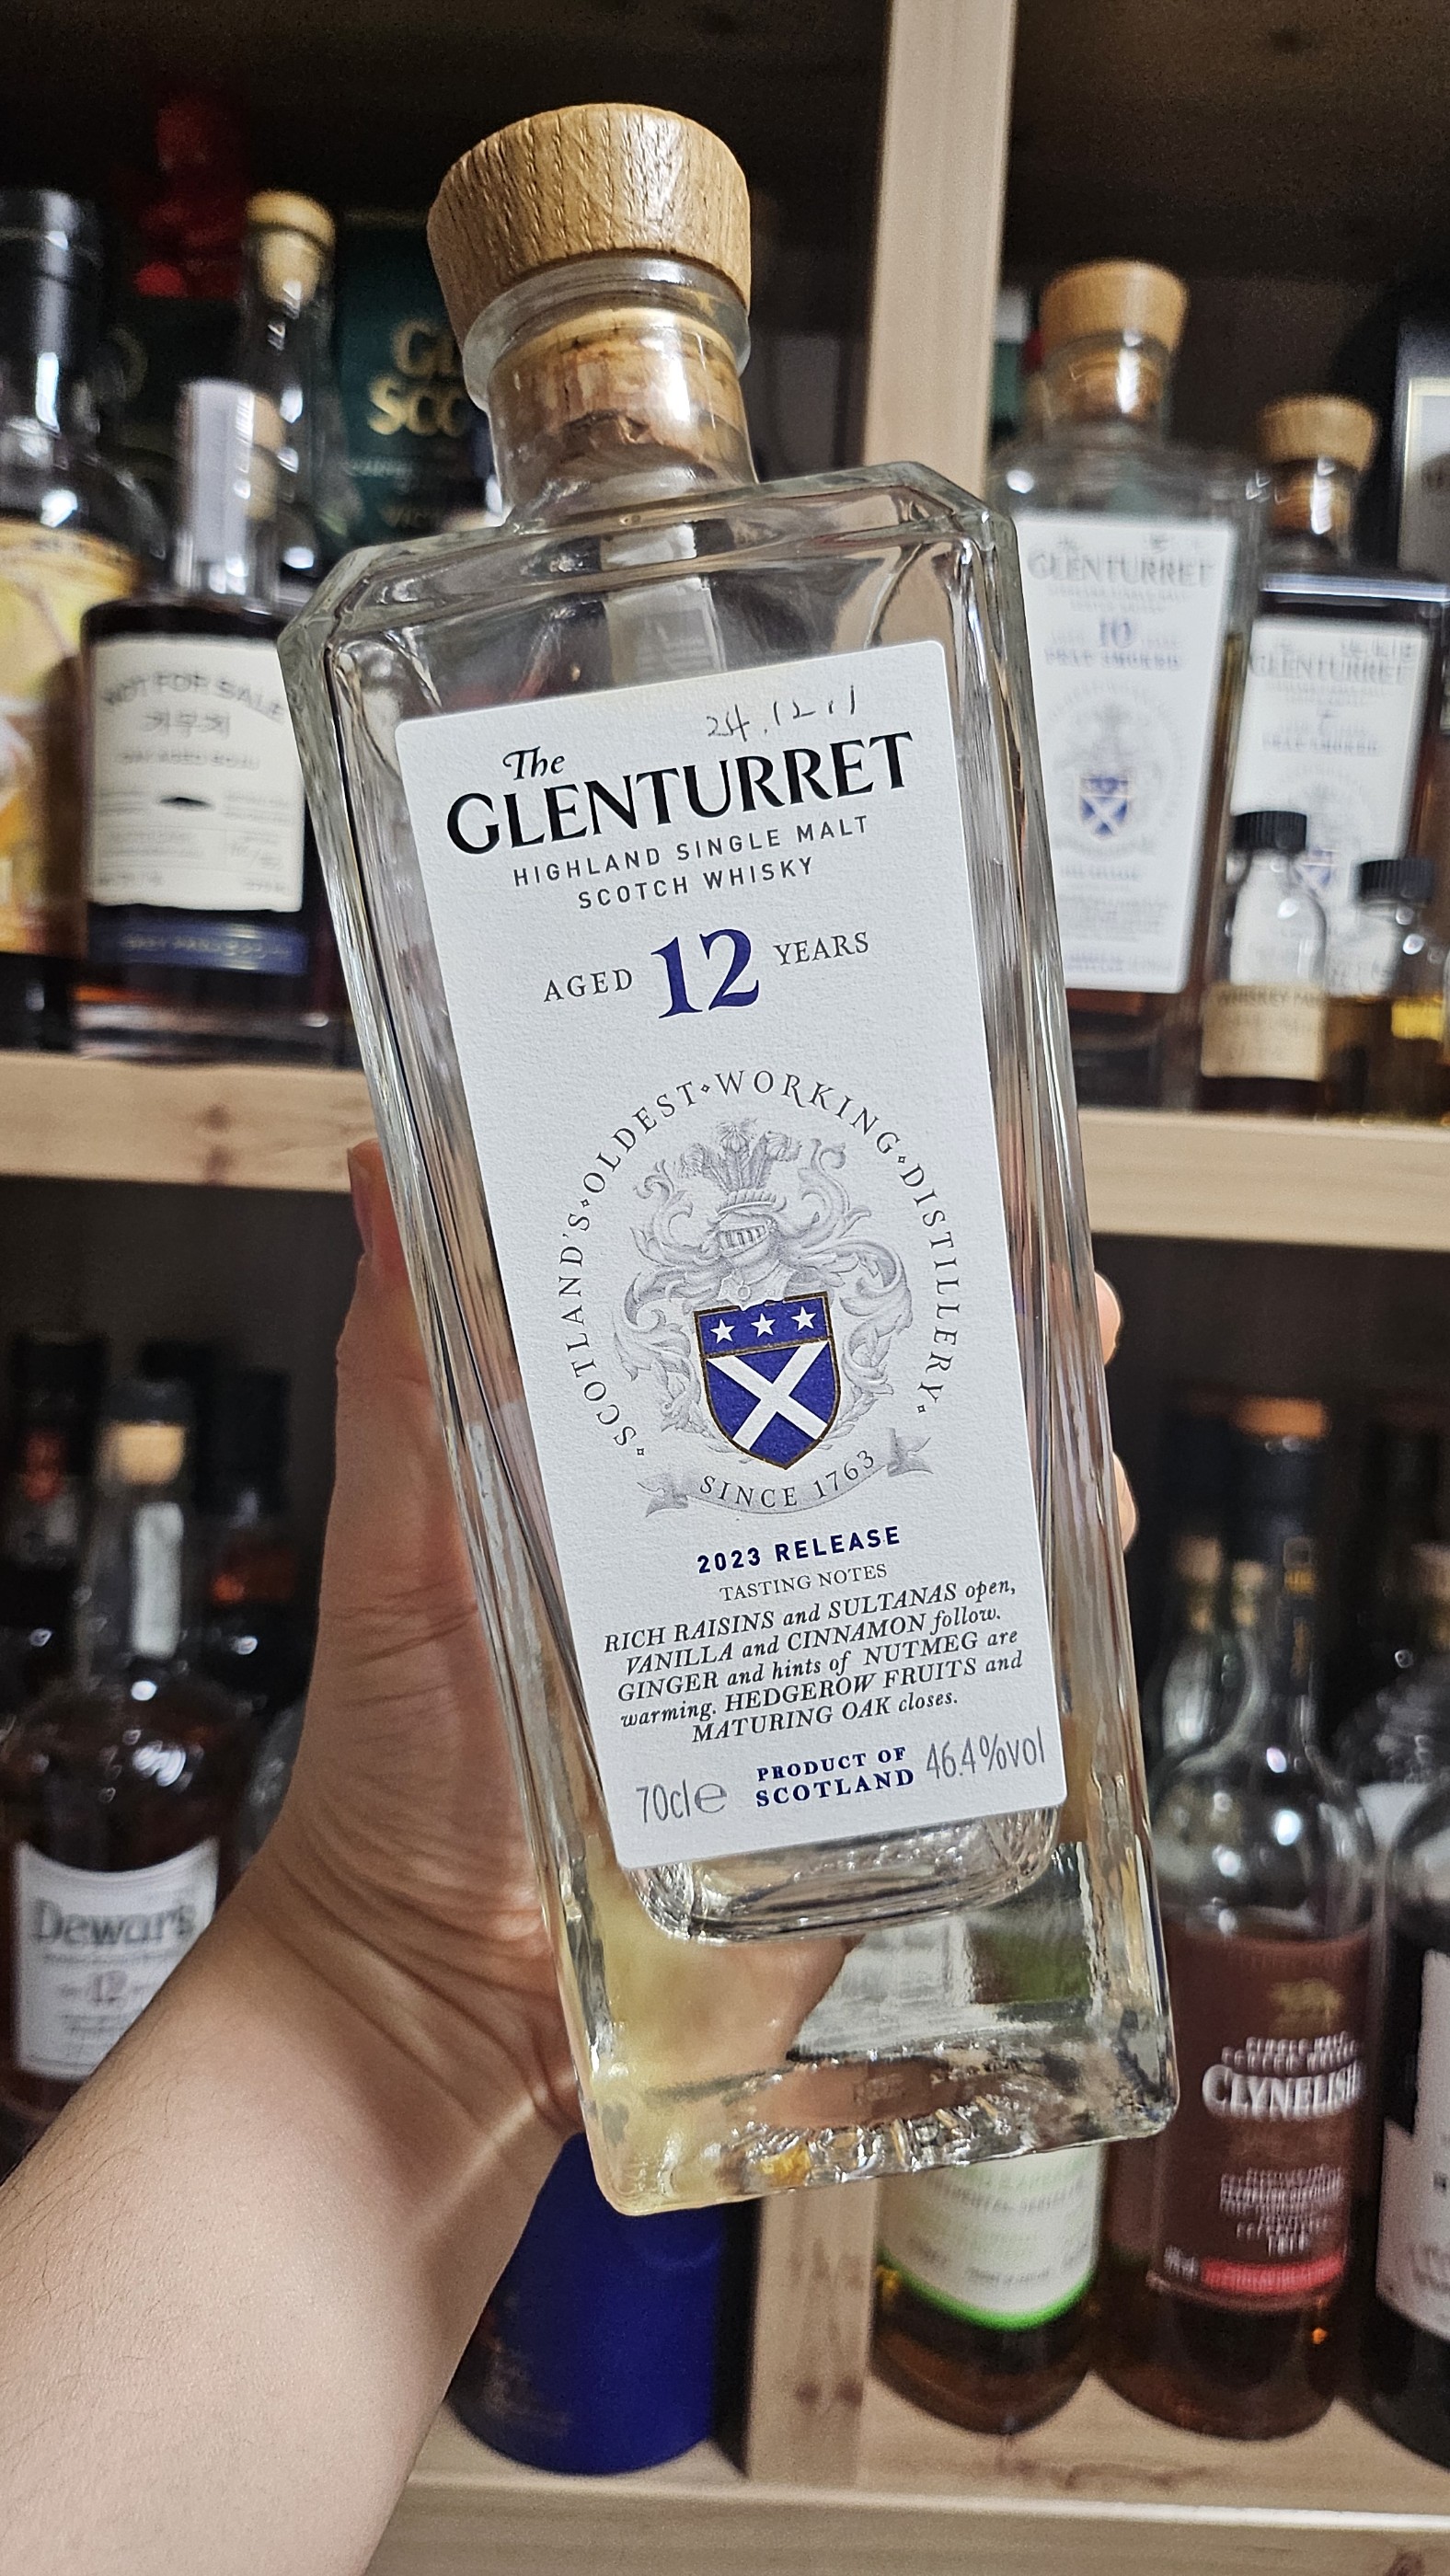 24.12.1
The
GLENTURRET
HIGHLAND SINGLE MALT
SCOTCH WHISKY
AGED 12 YEARS
SCOTLAND'S OLDEST WORKING DISTILLERY
SINCE 1763
2023 RELEASE
TASTING NOTES
RICH RAISINS and SULTANAS open,
VANILLA and CINNAMON follow.
GINGER and hints of NUTMEG are
warming. HEDGEROW FRUITS and
MATURING OAK closes.
70cl e
PRODUCT OF
SCOTLAND
46.4%vol
NOT FOR SALE
GLENTURRET
10
PEAT SMOKED
GLENTURRET
PEAT SMOKED
Dewar's
12
SINGLE MALT
CLYNELISH